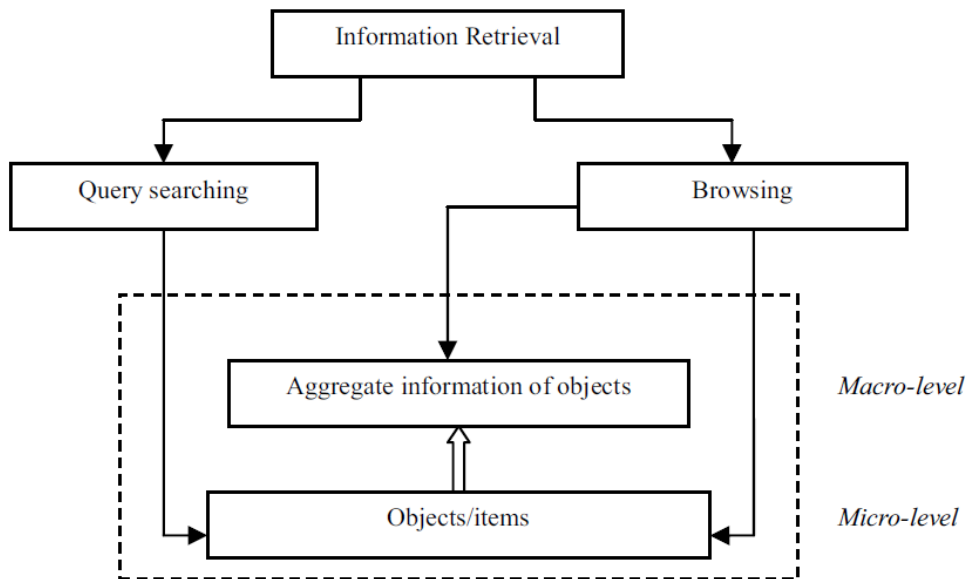 Information Retrieval
Query searching
Browsing
Aggregate information of objects
Macro-level
Objects/items
Micro-level